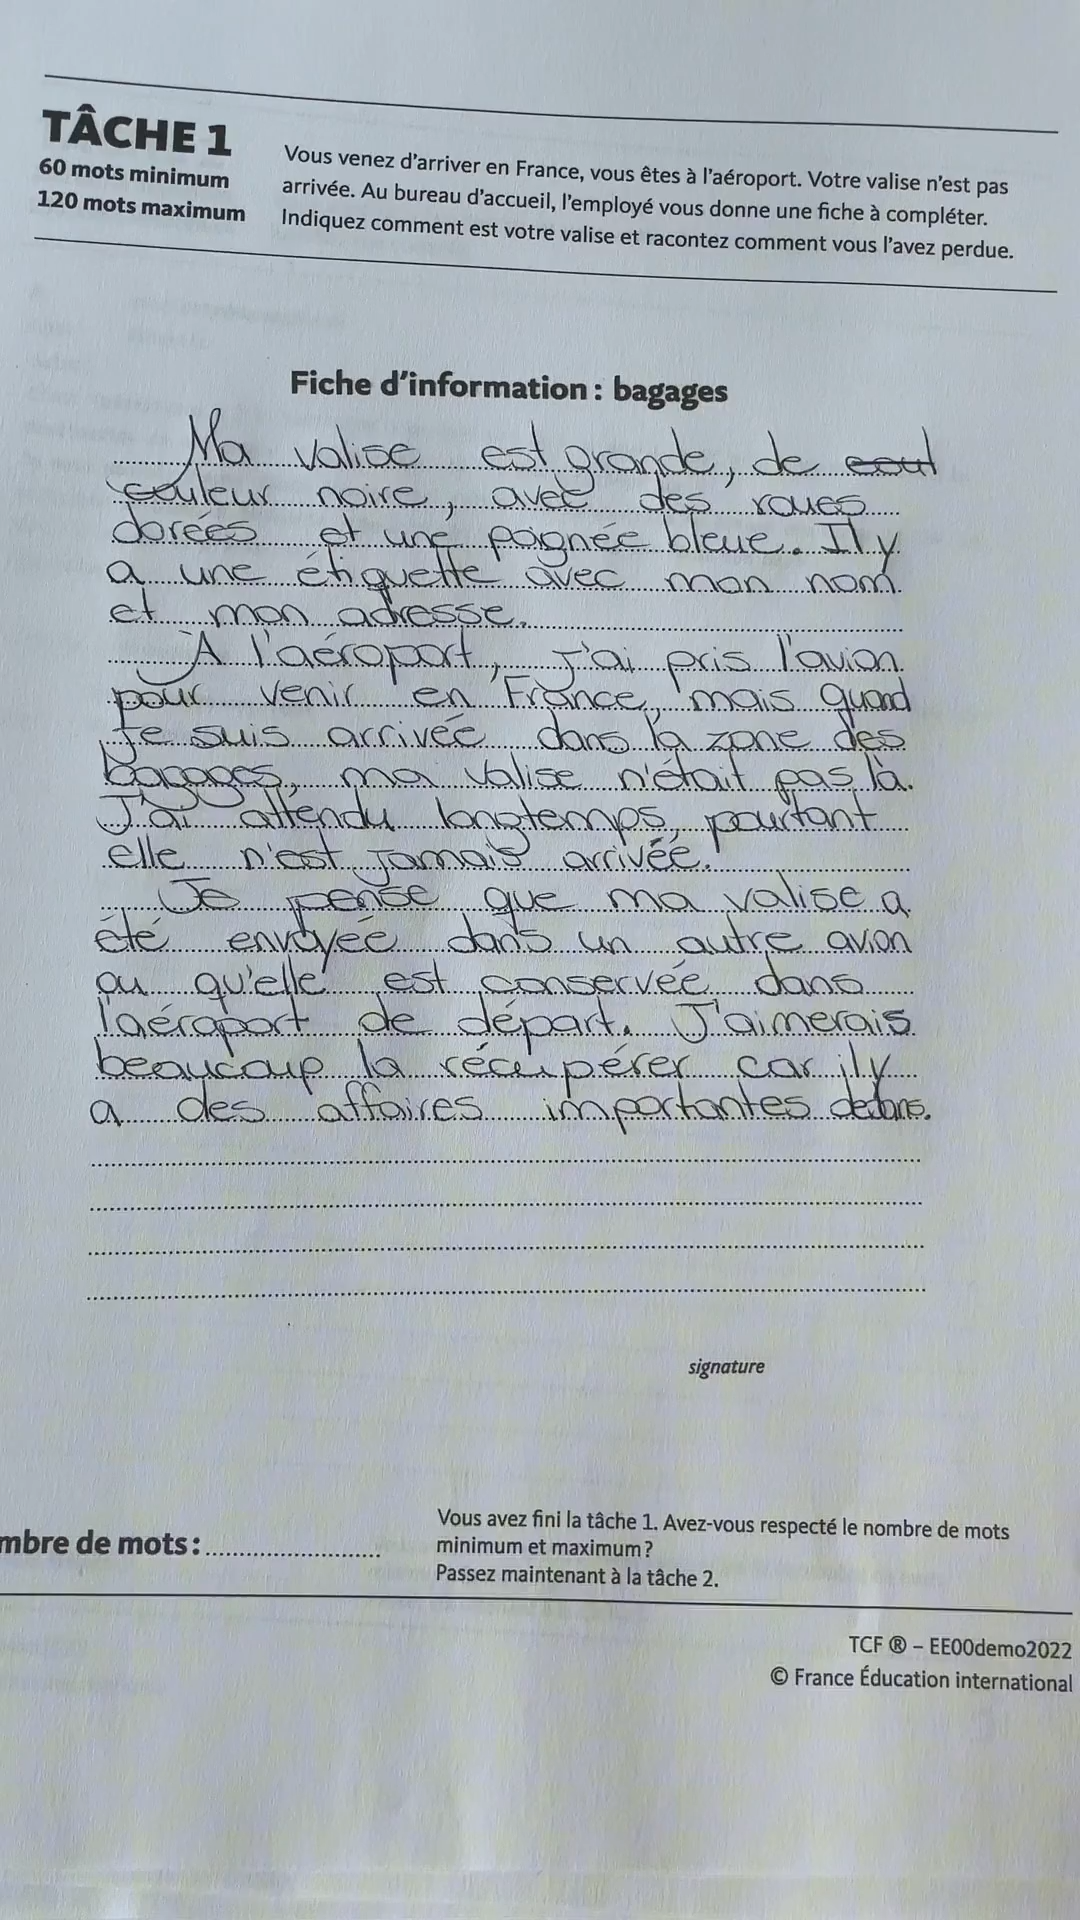 TÂCHE 1
60 mots minimum
120 mots maximum
Vous venez d'arriver en France, vous êtes à l'aéroport. Votre valise n'est pas
arrivée. Au bureau d'accueil, l'employé vous donne une fiche à compléter.
Indiquez comment est votre valise et racontez comment vous l'avez perdue.
Fiche d'information : bagages
Ma valise est grande, de cout
couleur noire, avec des roues
dorées et une poignée bleue. Il y
a une étiquette avec mon nom
et mon adresse.
À l'aéroport, j'ai pris l'avion
pour venir en France, mais quand
je suis arrivée dans la zone des
bagages, ma valise n'était pas là.
J'ai attendu longtemps, pourtant
elle n'est jamais arrivée.
Je pense que ma valise a
été envoyée dans un autre avion
ou qu'elle est conservée dans
l'aéroport de départ. J'aimerais
beaucoup la récupérer car il y
a des affaires importantes dedans.
signature
mbre de mots :
Vous avez fini la tâche 1. Avez-vous respecté le nombre de mots
minimum et maximum ?
Passez maintenant à la tâche 2.
TCF ® – EE00demo2022
© France Éducation international